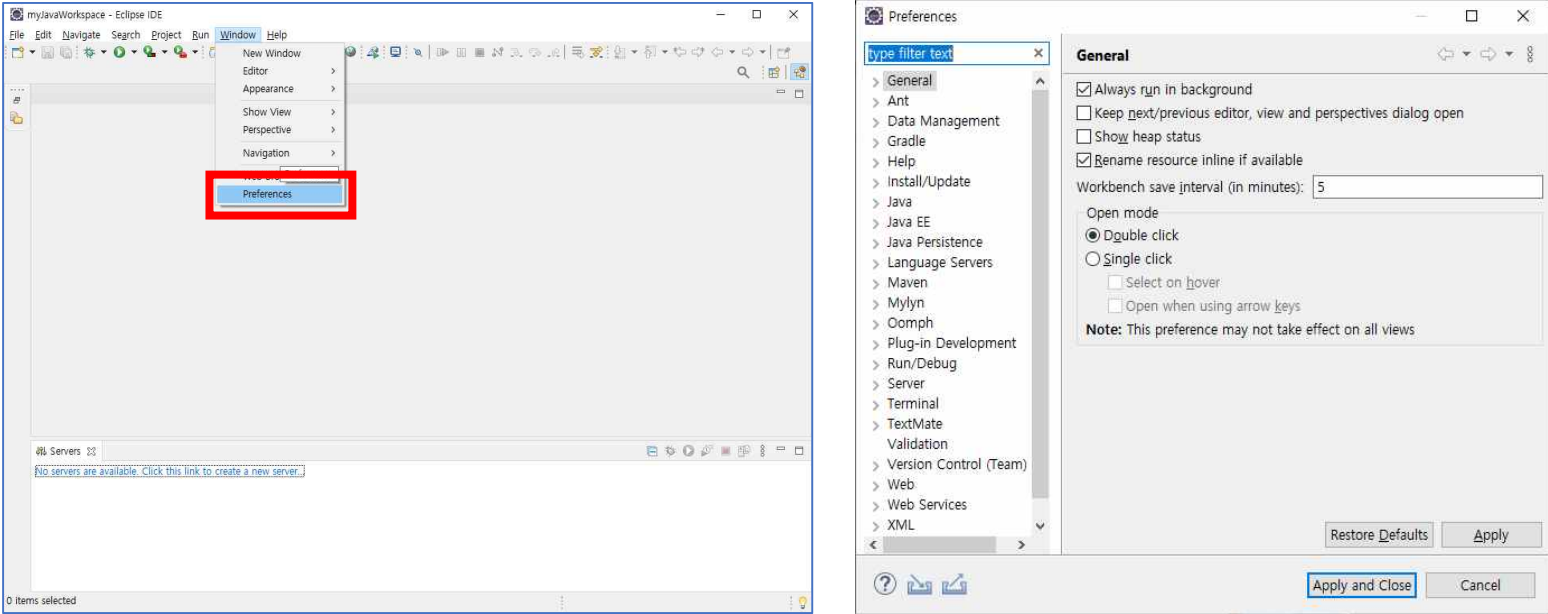 myJavaWorkspace - Eclipse IDE
File Edit Navigate Search Project Run Window Help
New Window
Editor
Appearance
Show View
Perspective
Navigation
Preferences
Servers
No servers are available. Click this link to create a new server...
0 items selected
Preferences
type filter text
General
Ant
Data Management
Gradle
Help
Install/Update
Java
Java EE
Java Persistence
Language Servers
Maven
Mylyn
Oomph
Plug-in Development
Run/Debug
Server
Terminal
TextMate
Validation
Version Control (Team)
Web
Web Services
XML
General
Always run in background
Keep next/previous editor, view and perspectives dialog open
Show heap status
Rename resource inline if available
Workbench save interval (in minutes): 5
Open mode
Double click
Single click
Select on hover
Open when using arrow keys
Note: This preference may not take effect on all views
Restore Defaults Apply
Apply and Close Cancel